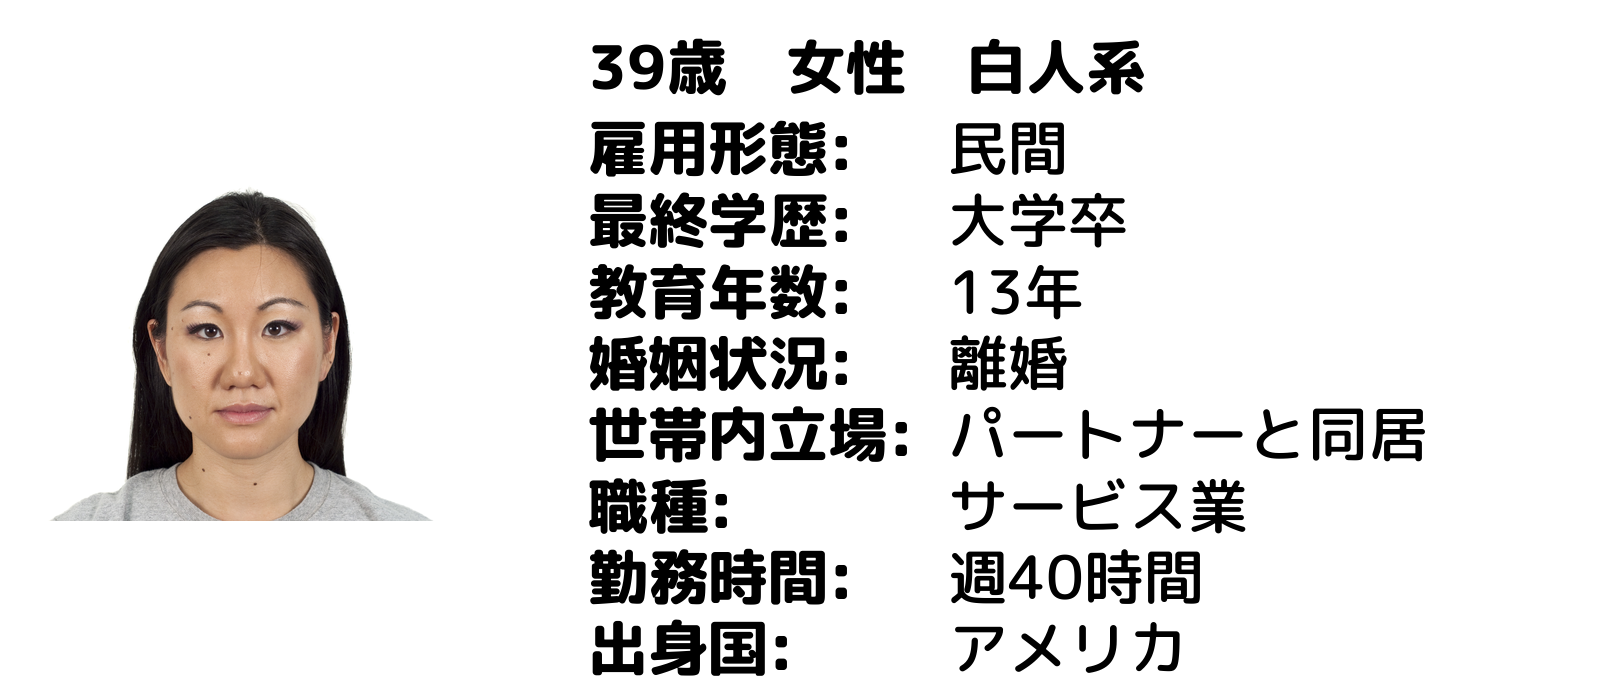 39歳　女性　白人系
雇用形態:　民間
最終学歴:　大学卒
教育年数:　13年
婚姻状況:　離婚
世帯内立場:　パートナーと同居
職種:　サービス業
勤務時間:　週40時間
出身国:　アメリカ